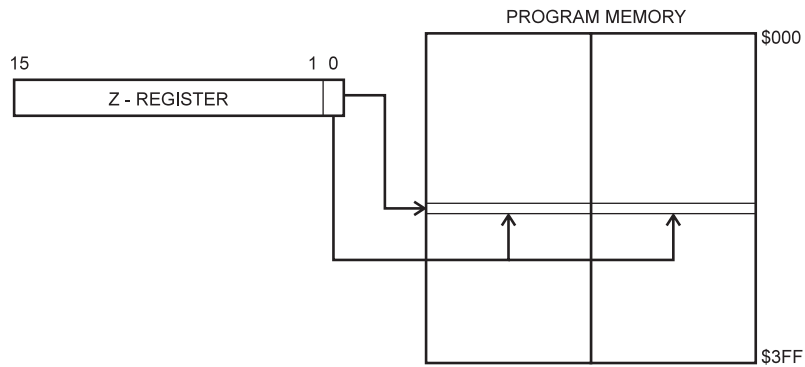 PROGRAM MEMORY
$000
15 1 0
Z - REGISTER
$3FF